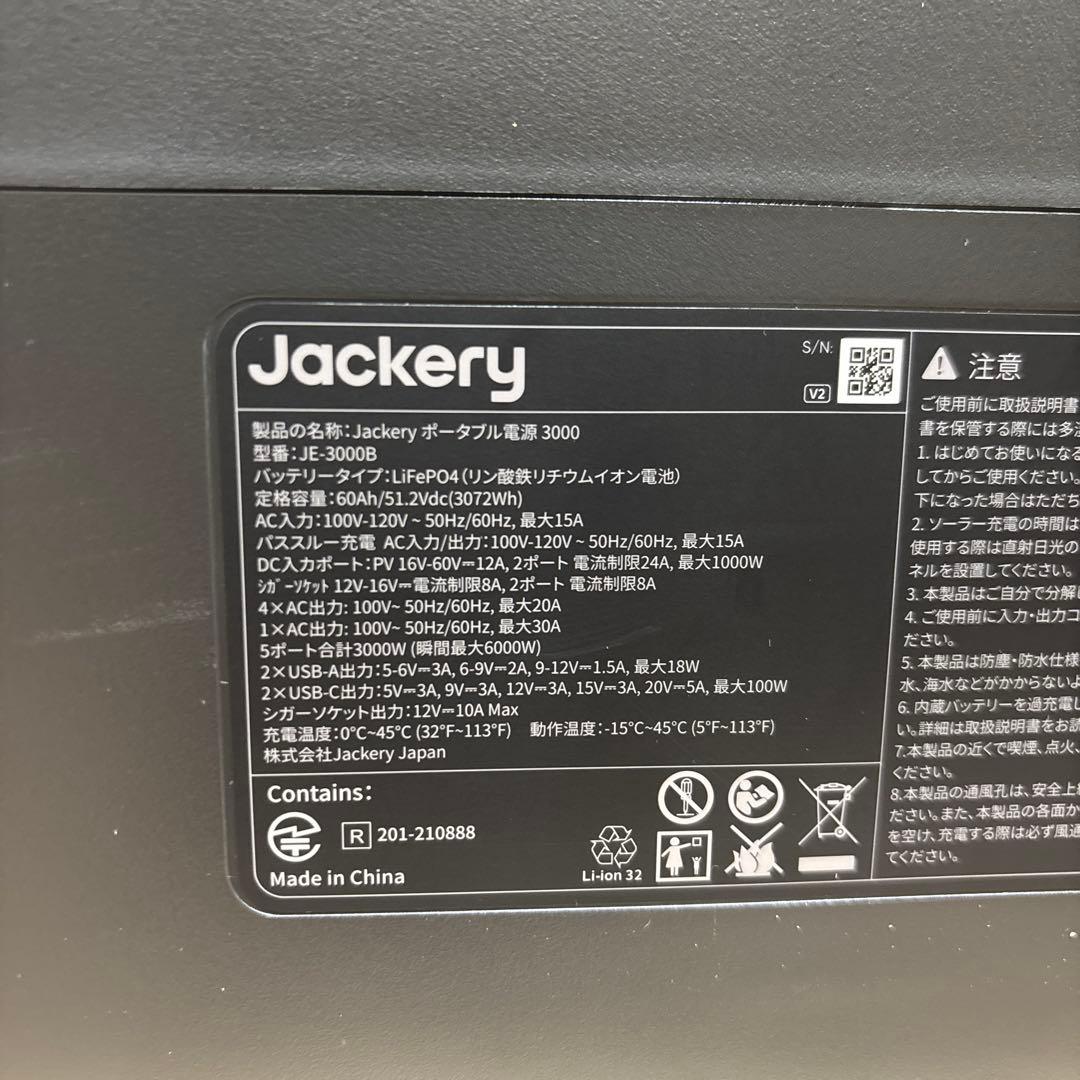 Jackery
S/N:
V2
製品の名称:Jackery ポータブル電源 3000
型番:JE-3000B
バッテリータイプ:LiFePO4(リン酸鉄リチウムイオン電池)
定格容量:60Ah/51.2Vdc(3072Wh)
AC入力:100V-120V ~ 50Hz/60Hz, 最大15A
パススルー充電 AC入力/出力:100V-120V ~ 50Hz/60Hz, 最大15A
DC入力ポート:PV 16V-60V⎓12A, 2ポート 電流制限24A, 最大1000W
シガーソケット 12V-16V⎓電流制限8A, 2ポート 電流制限8A
4×AC出力: 100V~ 50Hz/60Hz, 最大20A
1×AC出力: 100V~ 50Hz/60Hz, 最大30A
5ポート合計3000W (瞬間最大6000W)
2×USB-A出力:5-6V⎓3A, 6-9V⎓2A, 9-12V⎓1.5A, 最大18W
2×USB-C出力:5V⎓3A, 9V⎓3A, 12V⎓3A, 15V⎓3A, 20V⎓5A, 最大100W
シガーソケット出力:12V⎓10A Max
充電温度:0°C~45°C (32°F~113°F) 動作温度:-15°C~45°C (5°F~113°F)
株式会社Jackery Japan
Contains:
R 201-210888
Made in China
Li-ion 32
注意
ご使用前に取扱説明書
書を保管する際には多
1. はじめてお使いになる
してからご使用ください。
下になった場合はただち
2. ソーラー充電の時間は
使用する際は直射日光の
ネルを設置してください。
3. 本製品はご自分で分解
4. ご使用前に入力・出力コ
ださい。
5. 本製品は防塵・防水仕様
水、海水などがかからない
6. 内蔵バッテリーを過充電し
い。詳細は取扱説明書をお読
7.本製品の近くで喫煙、点火、
ください。
8.本製品の通風孔は、安全上
ださい。また、本製品の各面か
を空け、充電する際は必ず風通
てください。